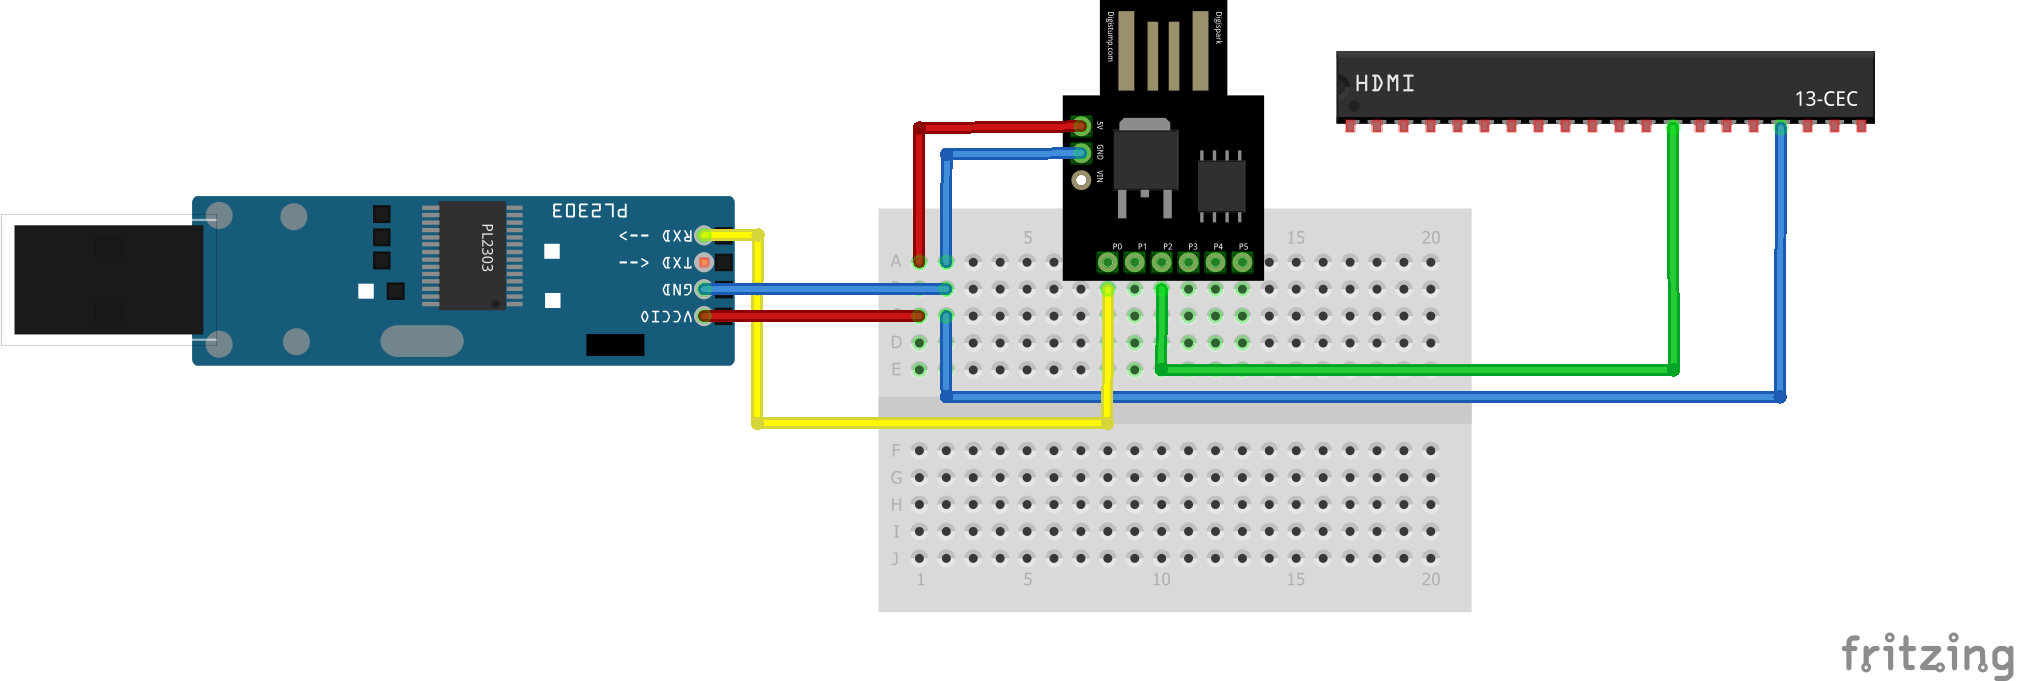 Digistump.com
Digispark
HDMI
13-CEC
5V
GND
VIN
PL2303
PL2303
RXD -->
TXD <--
GND
VCCIO
P0 P1 P2 P3 P4 P5
5 15 20
A
D
E
F
G
H
I
J
1 5 10 15 20
fritzing